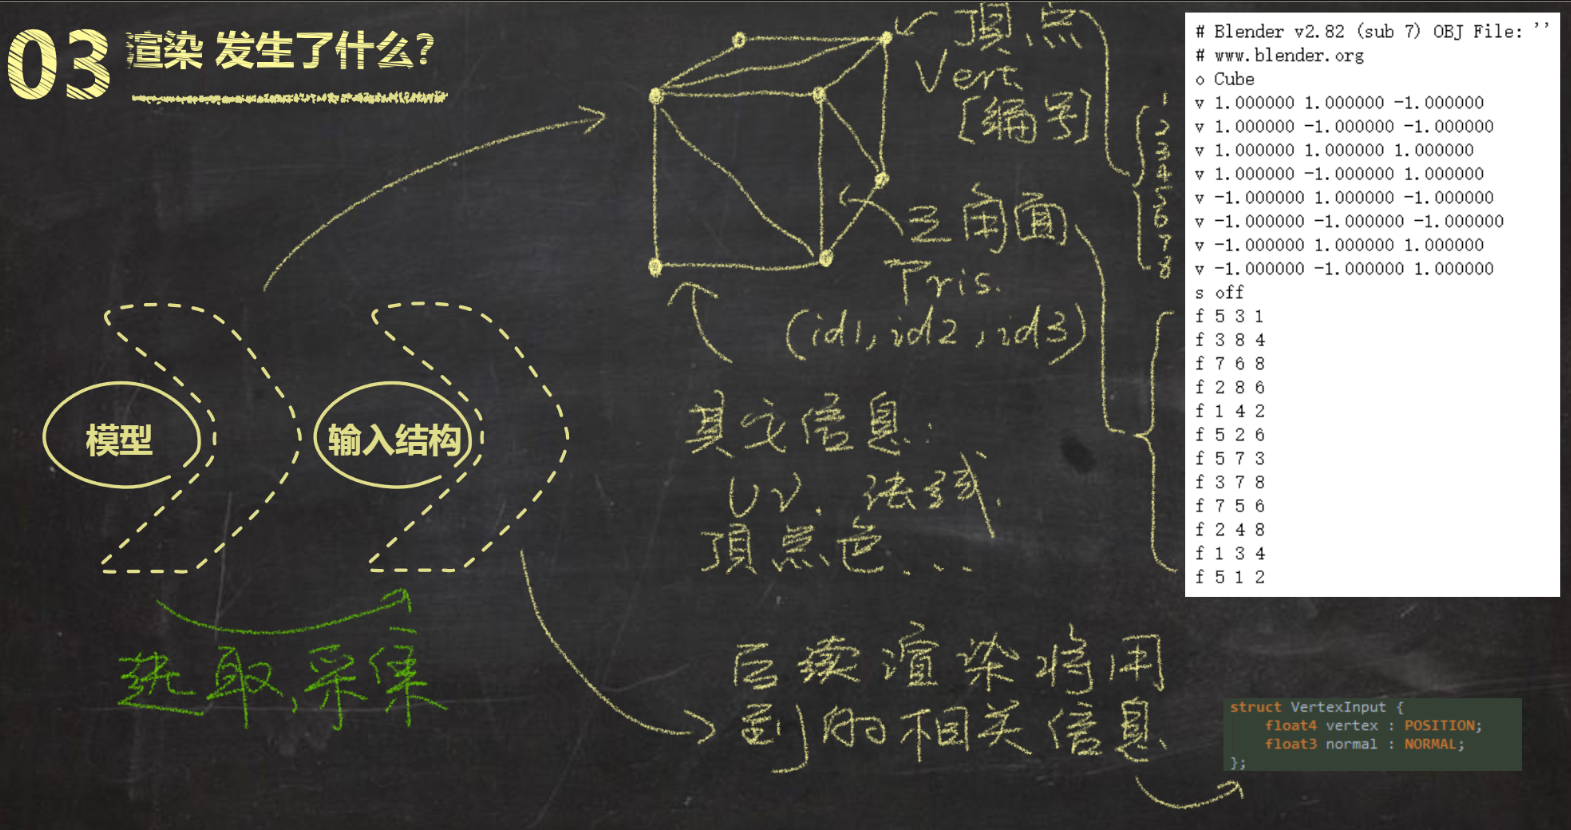 03 渲染 发生了什么?
頂点
Vert
[编号]
三角面
Tris.
(id1, id2, id3)
其它信息:
UV. 法线.
頂点色...
模型
输入结构
选取,采集
后续渲染将用
到的相关信息
1
2
3
4
5
6
7
8
# Blender v2.82 (sub 7) OBJ File: ''
# www.blender.org
o Cube
v 1.000000 1.000000 -1.000000
v 1.000000 -1.000000 -1.000000
v 1.000000 1.000000 1.000000
v 1.000000 -1.000000 1.000000
v -1.000000 1.000000 -1.000000
v -1.000000 -1.000000 -1.000000
v -1.000000 1.000000 1.000000
v -1.000000 -1.000000 1.000000
s off
f 5 3 1
f 3 8 4
f 7 6 8
f 2 8 6
f 1 4 2
f 5 2 6
f 5 7 3
f 3 7 8
f 7 5 6
f 2 4 8
f 1 3 4
f 5 1 2
struct VertexInput {
float4 vertex : POSITION;
float3 normal : NORMAL;
};